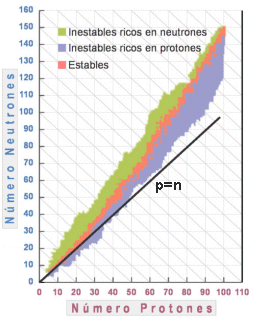 160
150
140
130
120
110
100
90
80
70
60
50
40
30
20
10
0
Número Neutrones
Inestables ricos en neutrones
Inestables ricos en protones
Estables
p=n
0 10 20 30 40 50 60 70 80 90 100 110
Número Protones